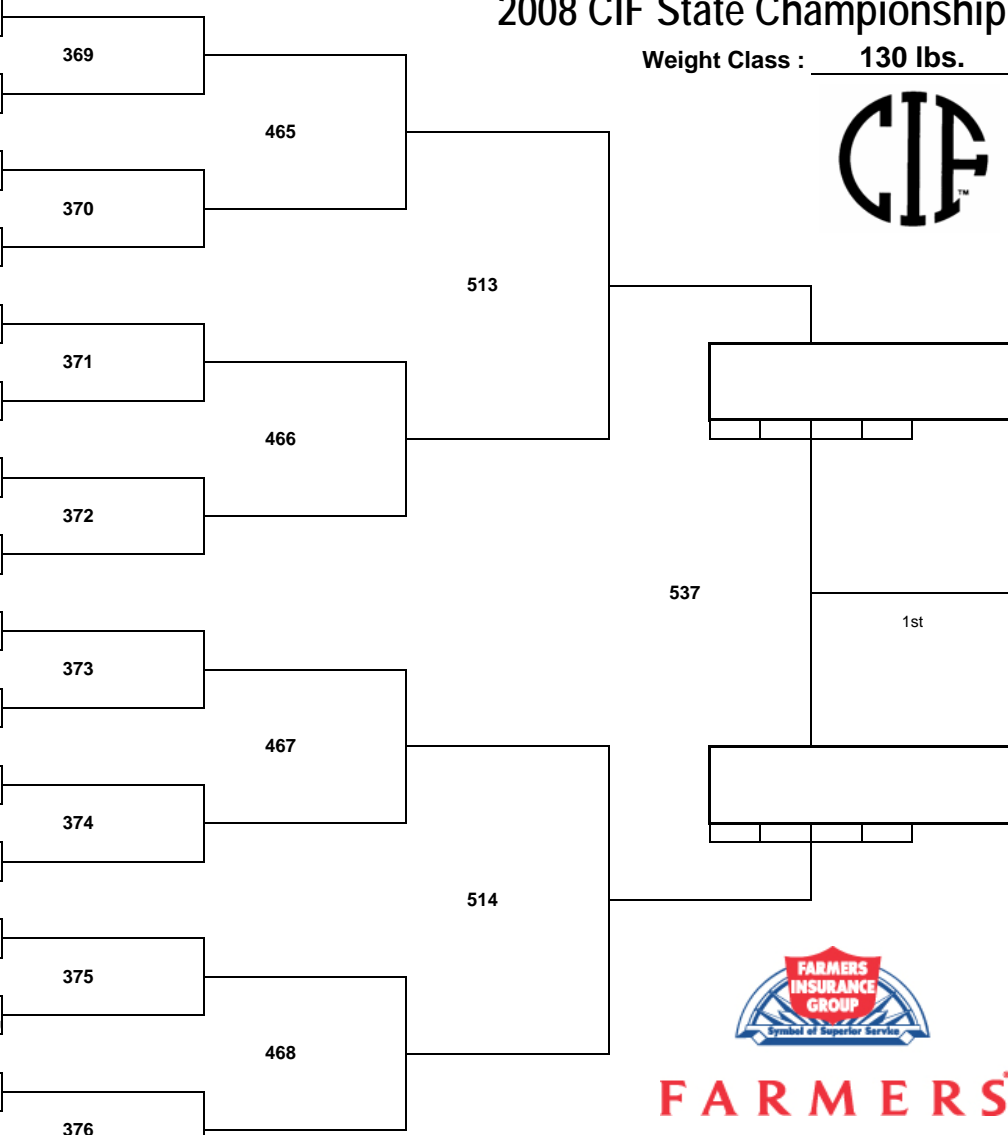 2008 CIF State Championship
369
Weight Class : 130 lbs.
465
CIF™
370
513
371
466
372
537
1st
373
467
374
514
375
FARMERS
INSURANCE
GROUP
Symbol of Superior Service
468
FARMERS
376